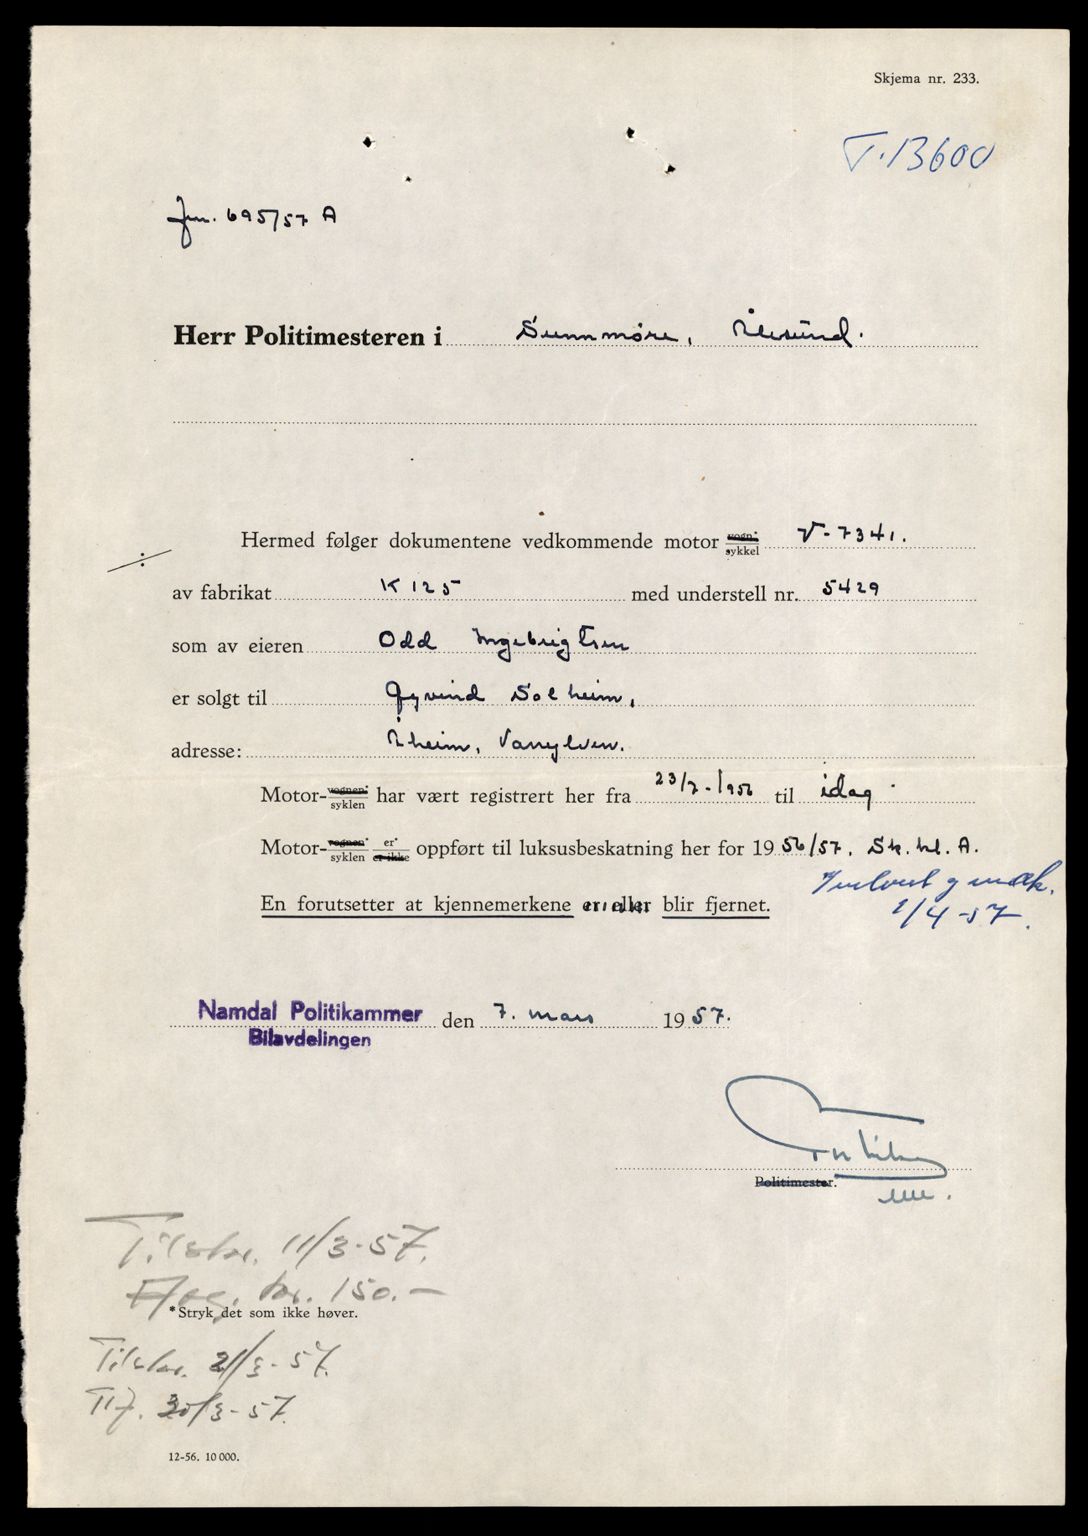 Skjema nr. 233.
T-13600
Jnr. 695/57 A
Herr Politimesteren i Sunnmøre, Ålesund.
Hermed følger dokumentene vedkommende motor vogn* sykkel V-7341.
av fabrikat K 125 med understell nr. 5429
som av eieren Odd Ingebrigtsen
er solgt til Øyvind Solheim,
adresse: Åheim, Vanylven.
Motor-vognen* syklen har vært registrert her fra 23/7-1956 til idag.
Motor-vognen* syklen er* er ikke oppført til luksusbeskatning her for 1956/57. Sk. kl. A.
En forutsetter at kjennemerkene er eller blir fjernet.
2/4-57.
Namdal Politikammer den 7. mars 1957.
Bilavdelingen
Politimester.
Tilskr. 11/3-57.
kr. 150.-
*Stryk det som ikke høver.
Tilskr. 21/3-57.
Tlf. 30/3-57.
12-56. 10 000.